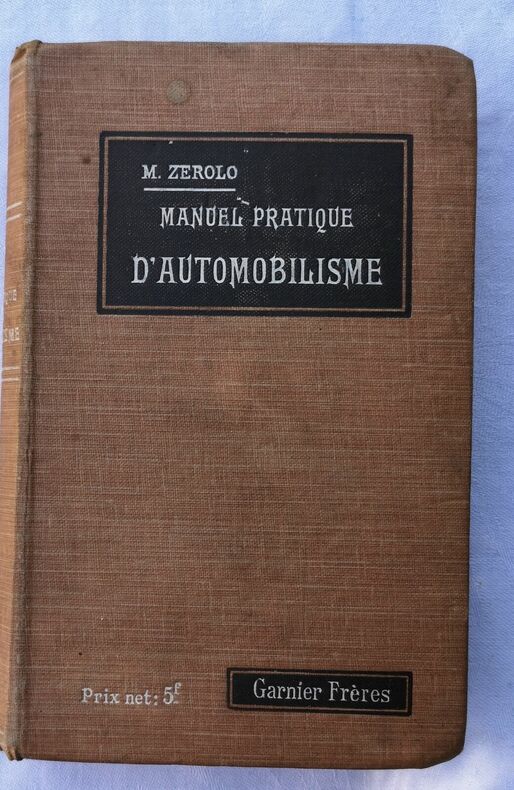 M. ZEROLO
MANUEL PRATIQUE
D'AUTOMOBILISME
Prix net: 5f
Garnier Frères